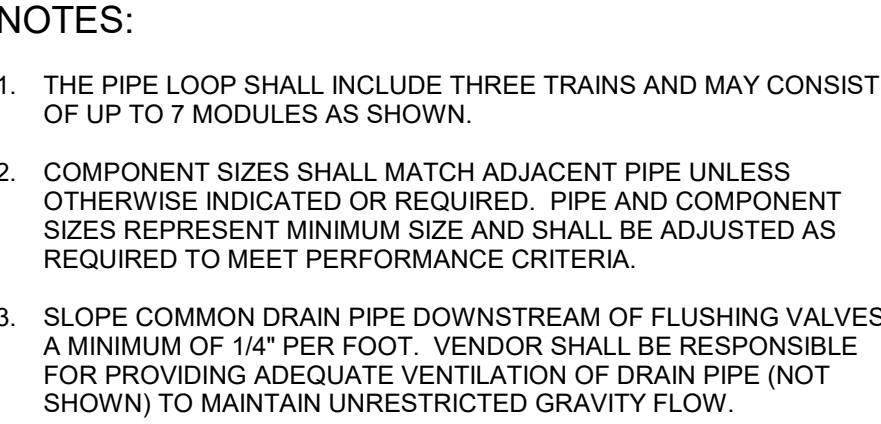 NOTES:
1. THE PIPE LOOP SHALL INCLUDE THREE TRAINS AND MAY CONSIST
OF UP TO 7 MODULES AS SHOWN.
2. COMPONENT SIZES SHALL MATCH ADJACENT PIPE UNLESS
OTHERWISE INDICATED OR REQUIRED. PIPE AND COMPONENT
SIZES REPRESENT MINIMUM SIZE AND SHALL BE ADJUSTED AS
REQUIRED TO MEET PERFORMANCE CRITERIA.
3. SLOPE COMMON DRAIN PIPE DOWNSTREAM OF FLUSHING VALVES
A MINIMUM OF 1/4" PER FOOT. VENDOR SHALL BE RESPONSIBLE
FOR PROVIDING ADEQUATE VENTILATION OF DRAIN PIPE (NOT
SHOWN) TO MAINTAIN UNRESTRICTED GRAVITY FLOW.